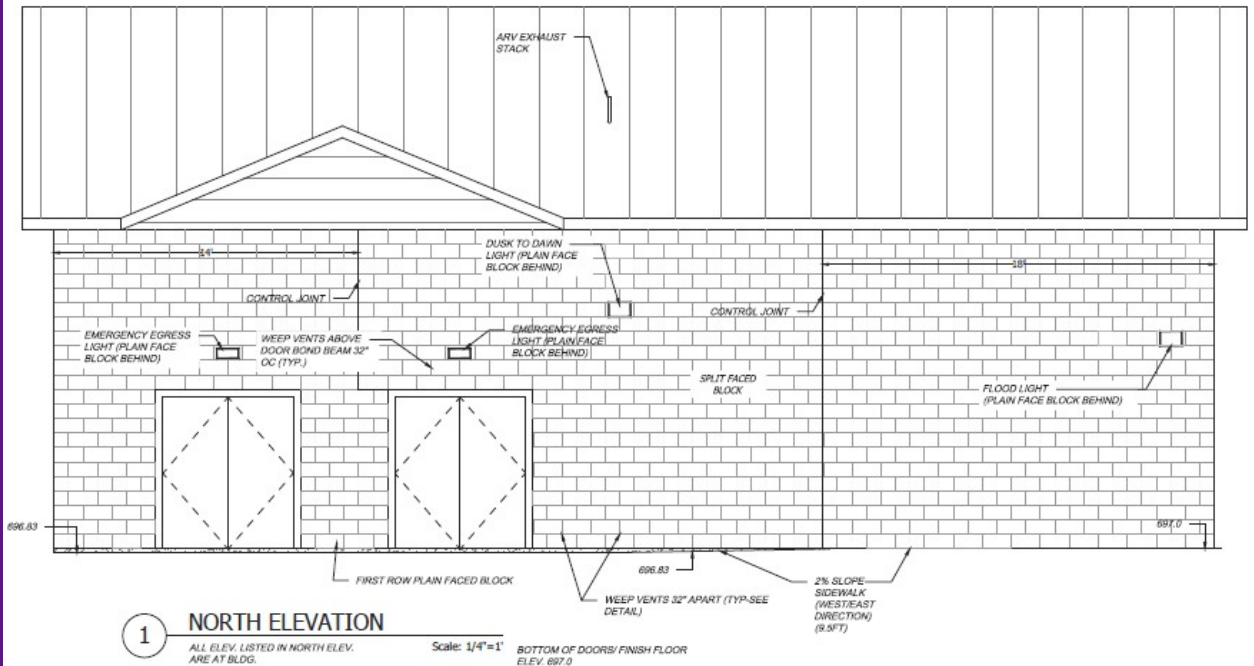 ARV EXHAUST
STACK
14'
DUSK TO DAWN
LIGHT (PLAIN FACE
BLOCK BEHIND)
18'
CONTROL JOINT
CONTROL JOINT
EMERGENCY EGRESS
LIGHT (PLAIN FACE
BLOCK BEHIND)
WEEP VENTS ABOVE
DOOR BOND BEAM 32"
OC (TYP.)
EMERGENCY EGRESS
LIGHT (PLAIN FACE
BLOCK BEHIND)
SPLIT FACED
BLOCK
FLOOD LIGHT
(PLAIN FACE BLOCK BEHIND)
696.83
697.0
696.83
FIRST ROW PLAIN FACED BLOCK
WEEP VENTS 32" APART (TYP-SEE
DETAIL)
2% SLOPE
SIDEWALK
(WEST/EAST
DIRECTION)
(9.5FT)
1
NORTH ELEVATION
ALL ELEV. LISTED IN NORTH ELEV.
ARE AT BLDG.
Scale: 1/4"=1'
BOTTOM OF DOORS/ FINISH FLOOR
ELEV. 697.0